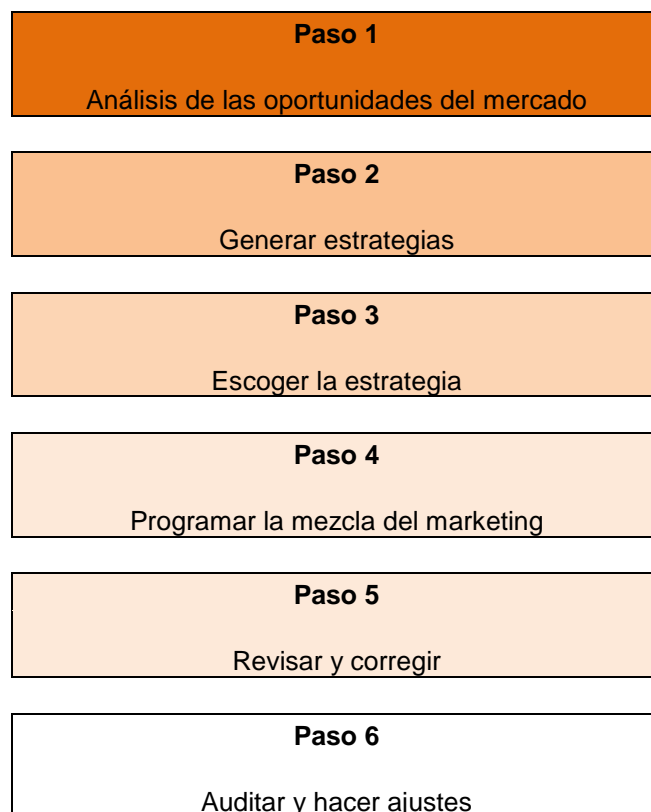 Paso 1
Análisis de las oportunidades del mercado
Paso 2
Generar estrategias
Paso 3
Escoger la estrategia
Paso 4
Programar la mezcla del marketing
Paso 5
Revisar y corregir
Paso 6
Auditar y hacer ajustes